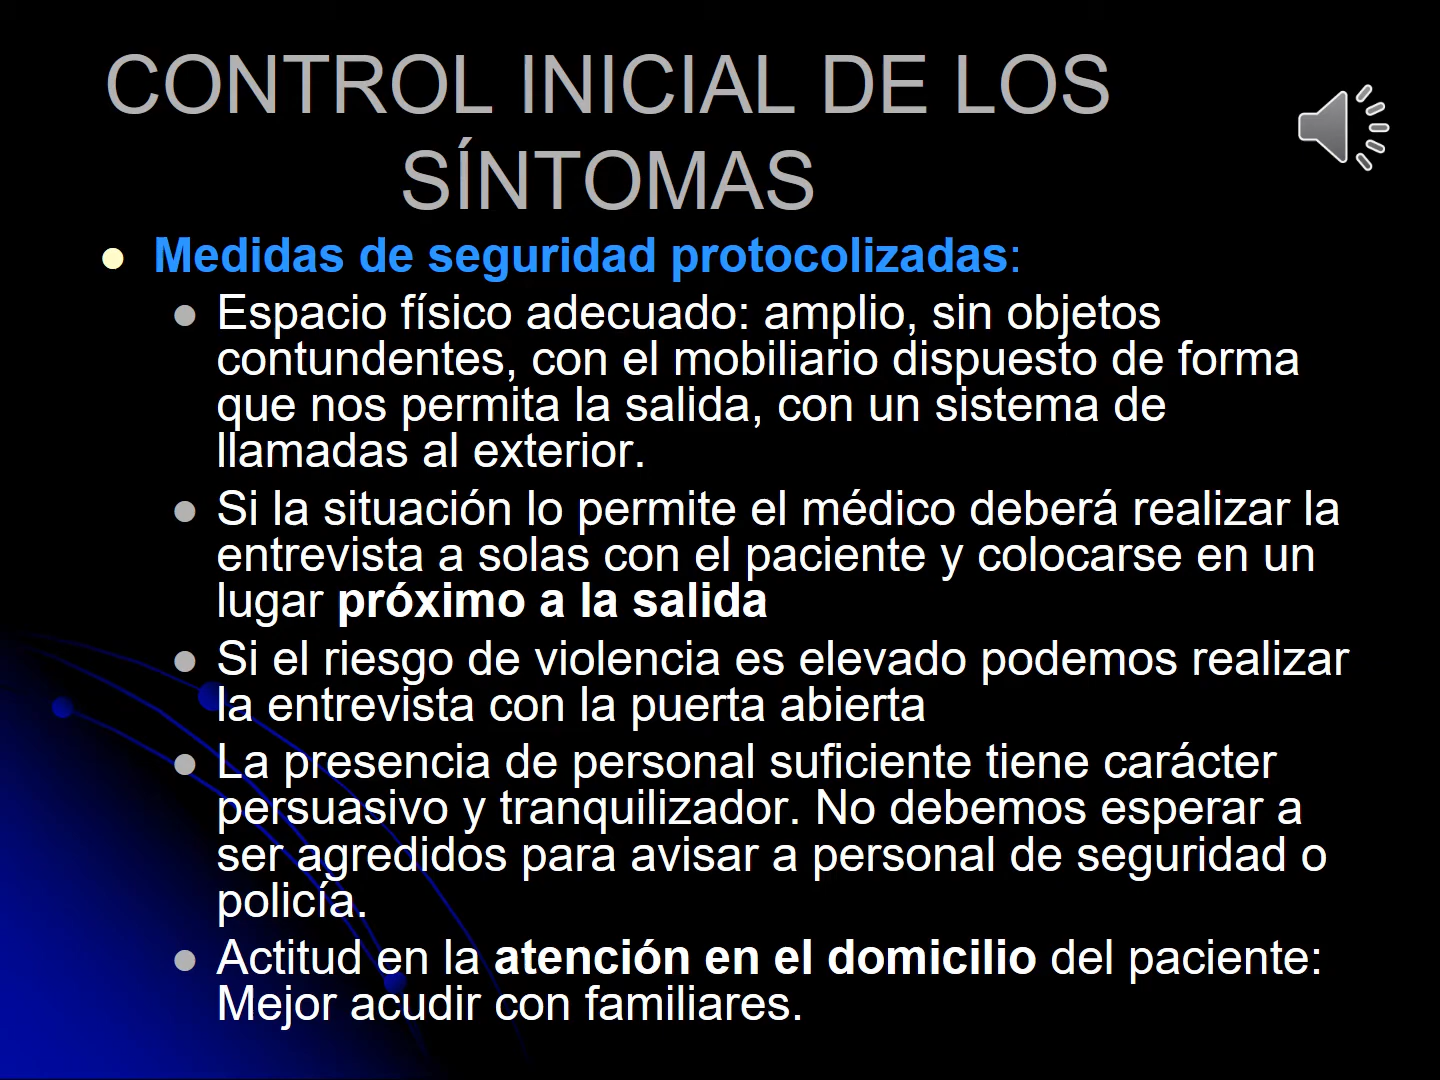 CONTROL INICIAL DE LOS
SÍNTOMAS
Medidas de seguridad protocolizadas:
Espacio físico adecuado: amplio, sin objetos
contundentes, con el mobiliario dispuesto de forma
que nos permita la salida, con un sistema de
llamadas al exterior.
Si la situación lo permite el médico deberá realizar la
entrevista a solas con el paciente y colocarse en un
lugar próximo a la salida
Si el riesgo de violencia es elevado podemos realizar
la entrevista con la puerta abierta
La presencia de personal suficiente tiene carácter
persuasivo y tranquilizador. No debemos esperar a
ser agredidos para avisar a personal de seguridad o
policía.
Actitud en la atención en el domicilio del paciente:
Mejor acudir con familiares.